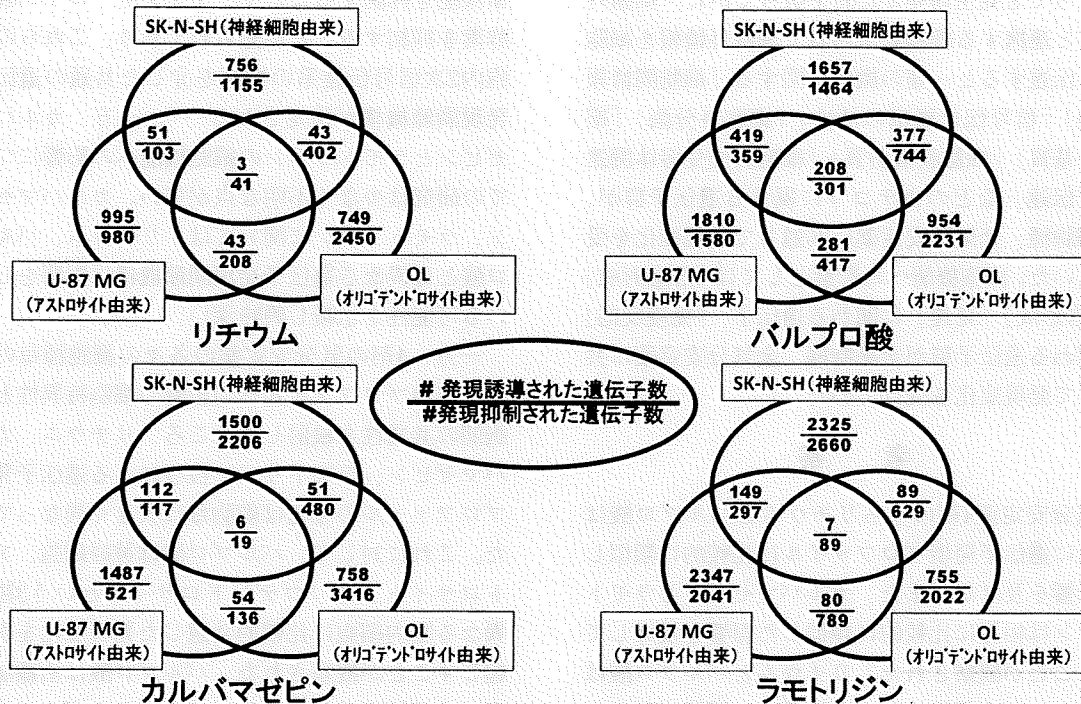 SK-N-SH(神経細胞由来)
756
1155
51
103
43
402
3
41
995
980
43
208
749
2450
U-87 MG
(アストロサイト由来)
OL
(オリゴデンドロサイト由来)
リチウム
SK-N-SH(神経細胞由来)
1657
1464
419
359
377
744
208
301
1810
1580
281
417
954
2231
U-87 MG
(アストロサイト由来)
OL
(オリゴデンドロサイト由来)
バルプロ酸
# 発現誘導された遺伝子数
#発現抑制された遺伝子数
SK-N-SH(神経細胞由来)
1500
2206
112
117
51
480
6
19
1487
521
54
136
758
3416
U-87 MG
(アストロサイト由来)
OL
(オリゴデンドロサイト由来)
カルバマゼピン
SK-N-SH(神経細胞由来)
2325
2660
149
297
89
629
7
89
2347
2041
80
789
755
2022
U-87 MG
(アストロサイト由来)
OL
(オリゴデンドロサイト由来)
ラモトリジン